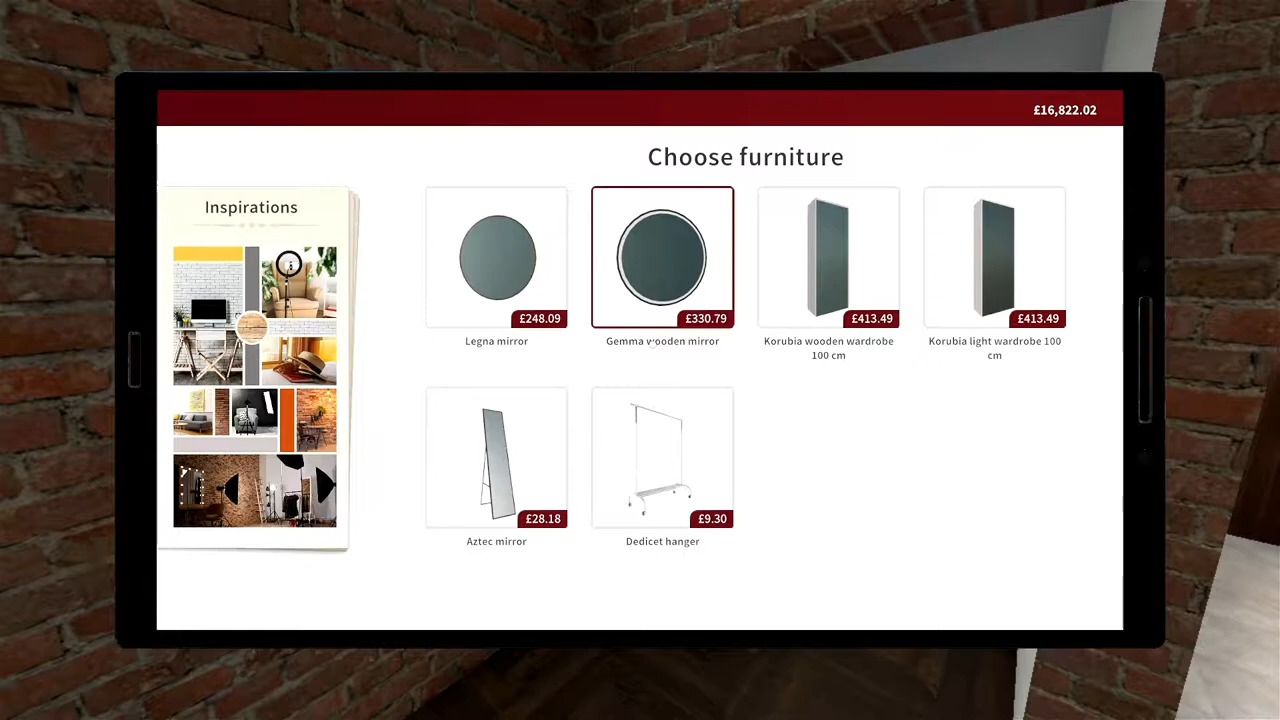 £16,822.02
Choose furniture
Inspirations
£248.09
£330.79
£413.49
£413.49
Legna mirror
Gemma wooden mirror
Korubia wooden wardrobe
100 cm
Korubia light wardrobe 100
cm
£28.18
£9.30
Aztec mirror
Dedicet hanger